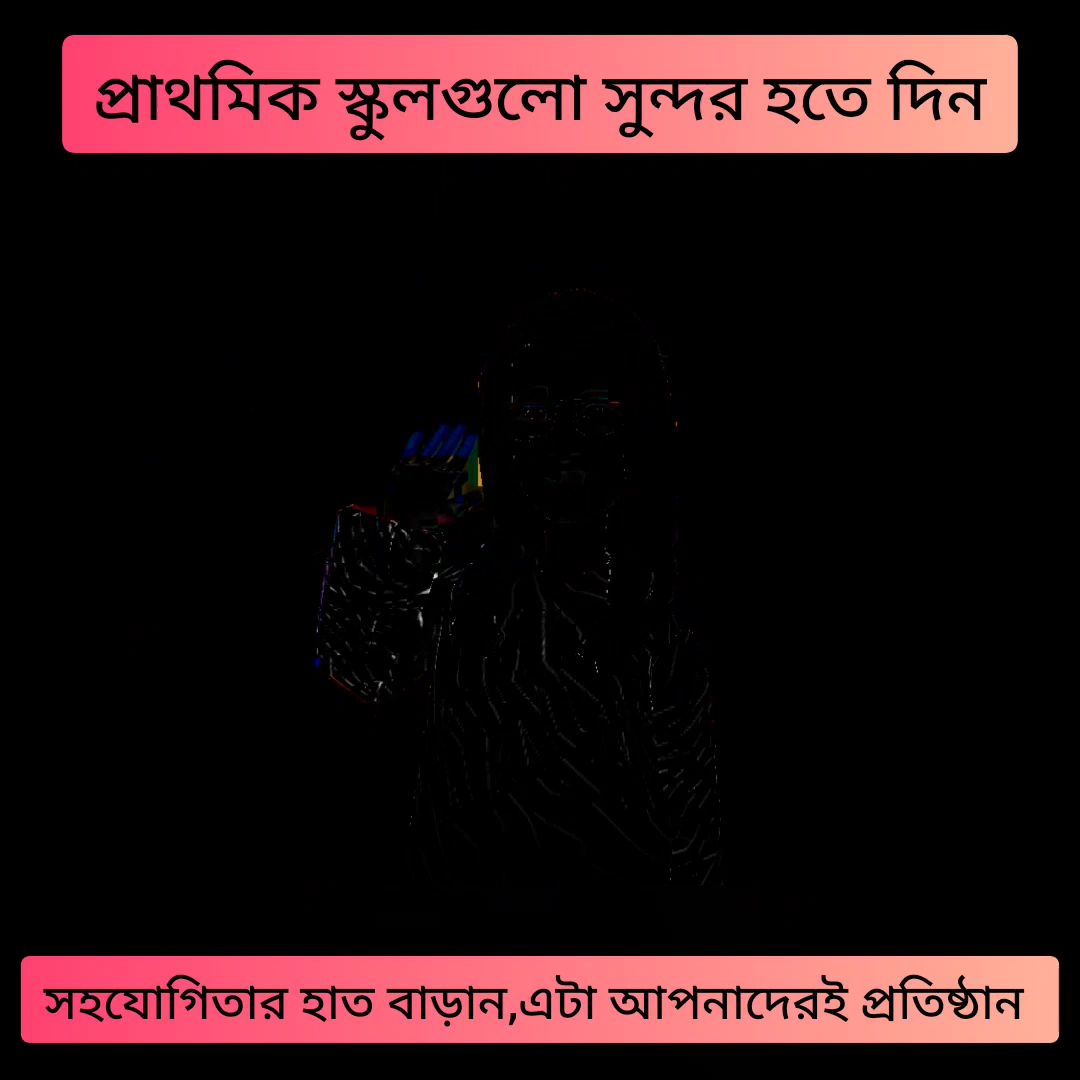 প্রাথমিক স্কুলগুলো সুন্দর হতে দিন
সহযোগিতার হাত বাড়ান,এটা আপনাদেরই প্রতিষ্ঠান